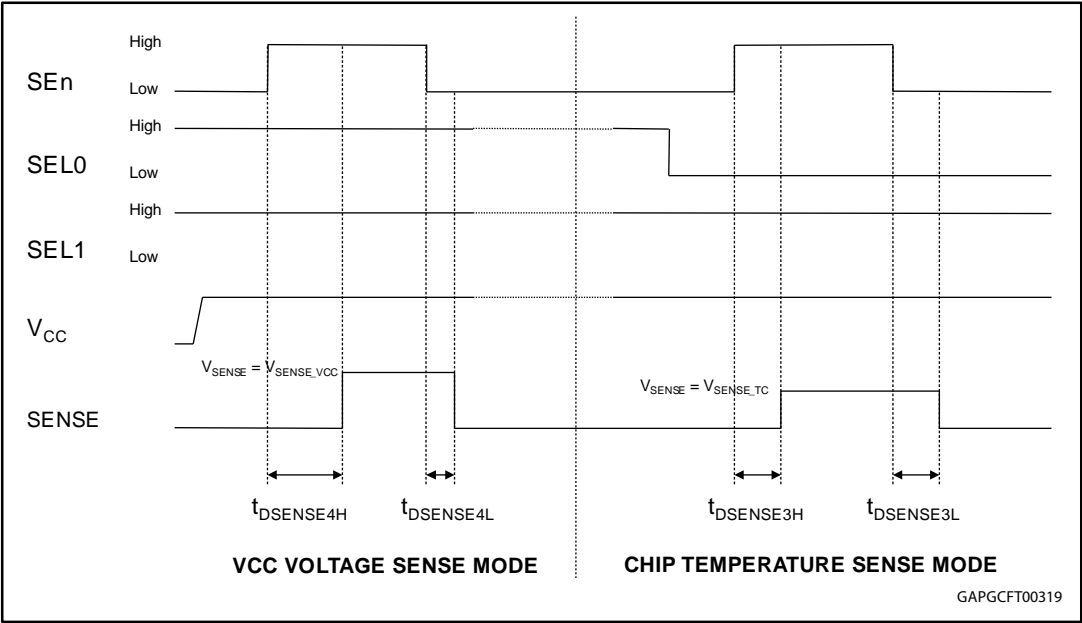 High
SEn
Low
High
SEL0
Low
High
SEL1
Low
VCC
VSENSE = VSENSE_VCC
VSENSE = VSENSE_TC
SENSE
tDSENSE4H tDSENSE4L tDSENSE3H tDSENSE3L
VCC VOLTAGE SENSE MODE CHIP TEMPERATURE SENSE MODE
GAPGCFT00319